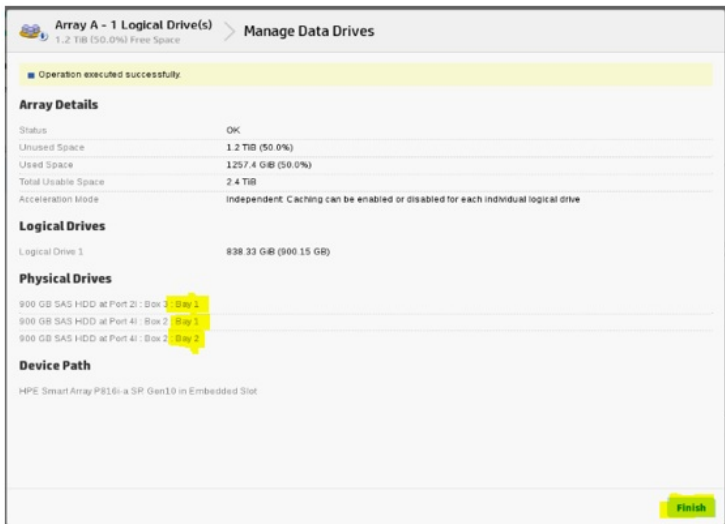 Array A - 1 Logical Drive(s)
1.2 TiB (50.0%) Free Space
Manage Data Drives
Operation executed successfully.
Array Details
Status OK
Unused Space 1.2 TiB (50.0%)
Used Space 1257.4 GiB (50.0%)
Total Usable Space 2.4 TiB
Acceleration Mode Independent: Caching can be enabled or disabled for each individual logical drive
Logical Drives
Logical Drive 1 838.33 GiB (900.15 GB)
Physical Drives
900 GB SAS HDD at Port 2I : Box 3 : Bay 1
900 GB SAS HDD at Port 4I : Box 2 : Bay 1
900 GB SAS HDD at Port 4I : Box 2 : Bay 2
Device Path
HPE Smart Array P816i-a SR Gen10 in Embedded Slot
Finish